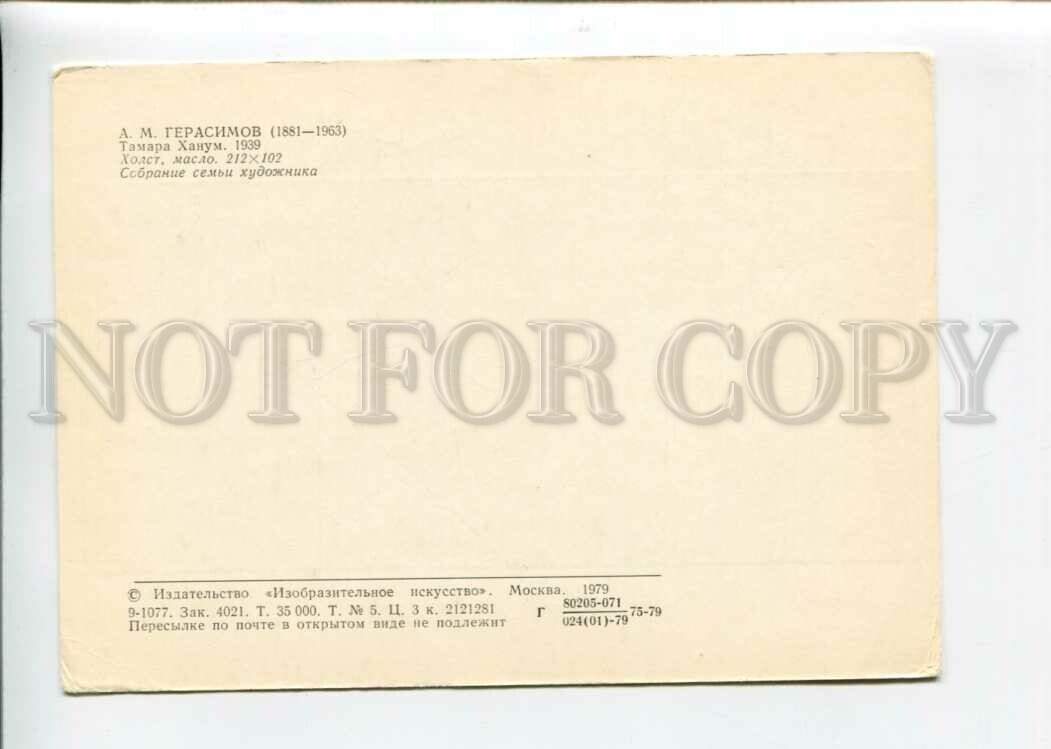 А. М. ГЕРАСИМОВ (1881—1963)
Тамара Ханум. 1939
Холст, масло. 212×102
Собрание семьи художника
NOT FOR COPY
© Издательство «Изобразительное искусство». Москва. 1979
9-1077. Зак. 4021. Т. 35 000. Т. № 5. Ц. 3 к. 2121281
Пересылке по почте в открытом виде не подлежит
Г 80205-071
024(01)-79 75-79